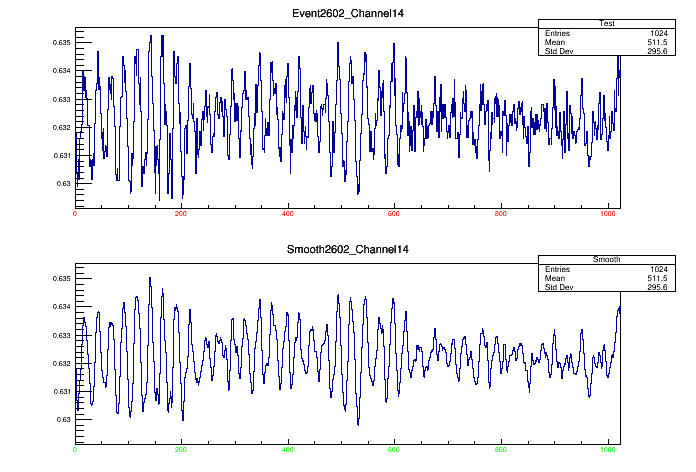 Event2602_Channel14
Test
Entries 1024
Mean 511.5
Std Dev 295.6
0.635
0.634
0.633
0.632
0.631
0.63
0 200 400 600 800 1000
Smooth2602_Channel14
Smooth
Entries 1024
Mean 511.5
Std Dev 295.6
0.635
0.634
0.633
0.632
0.631
0.63
0 200 400 600 800 1000